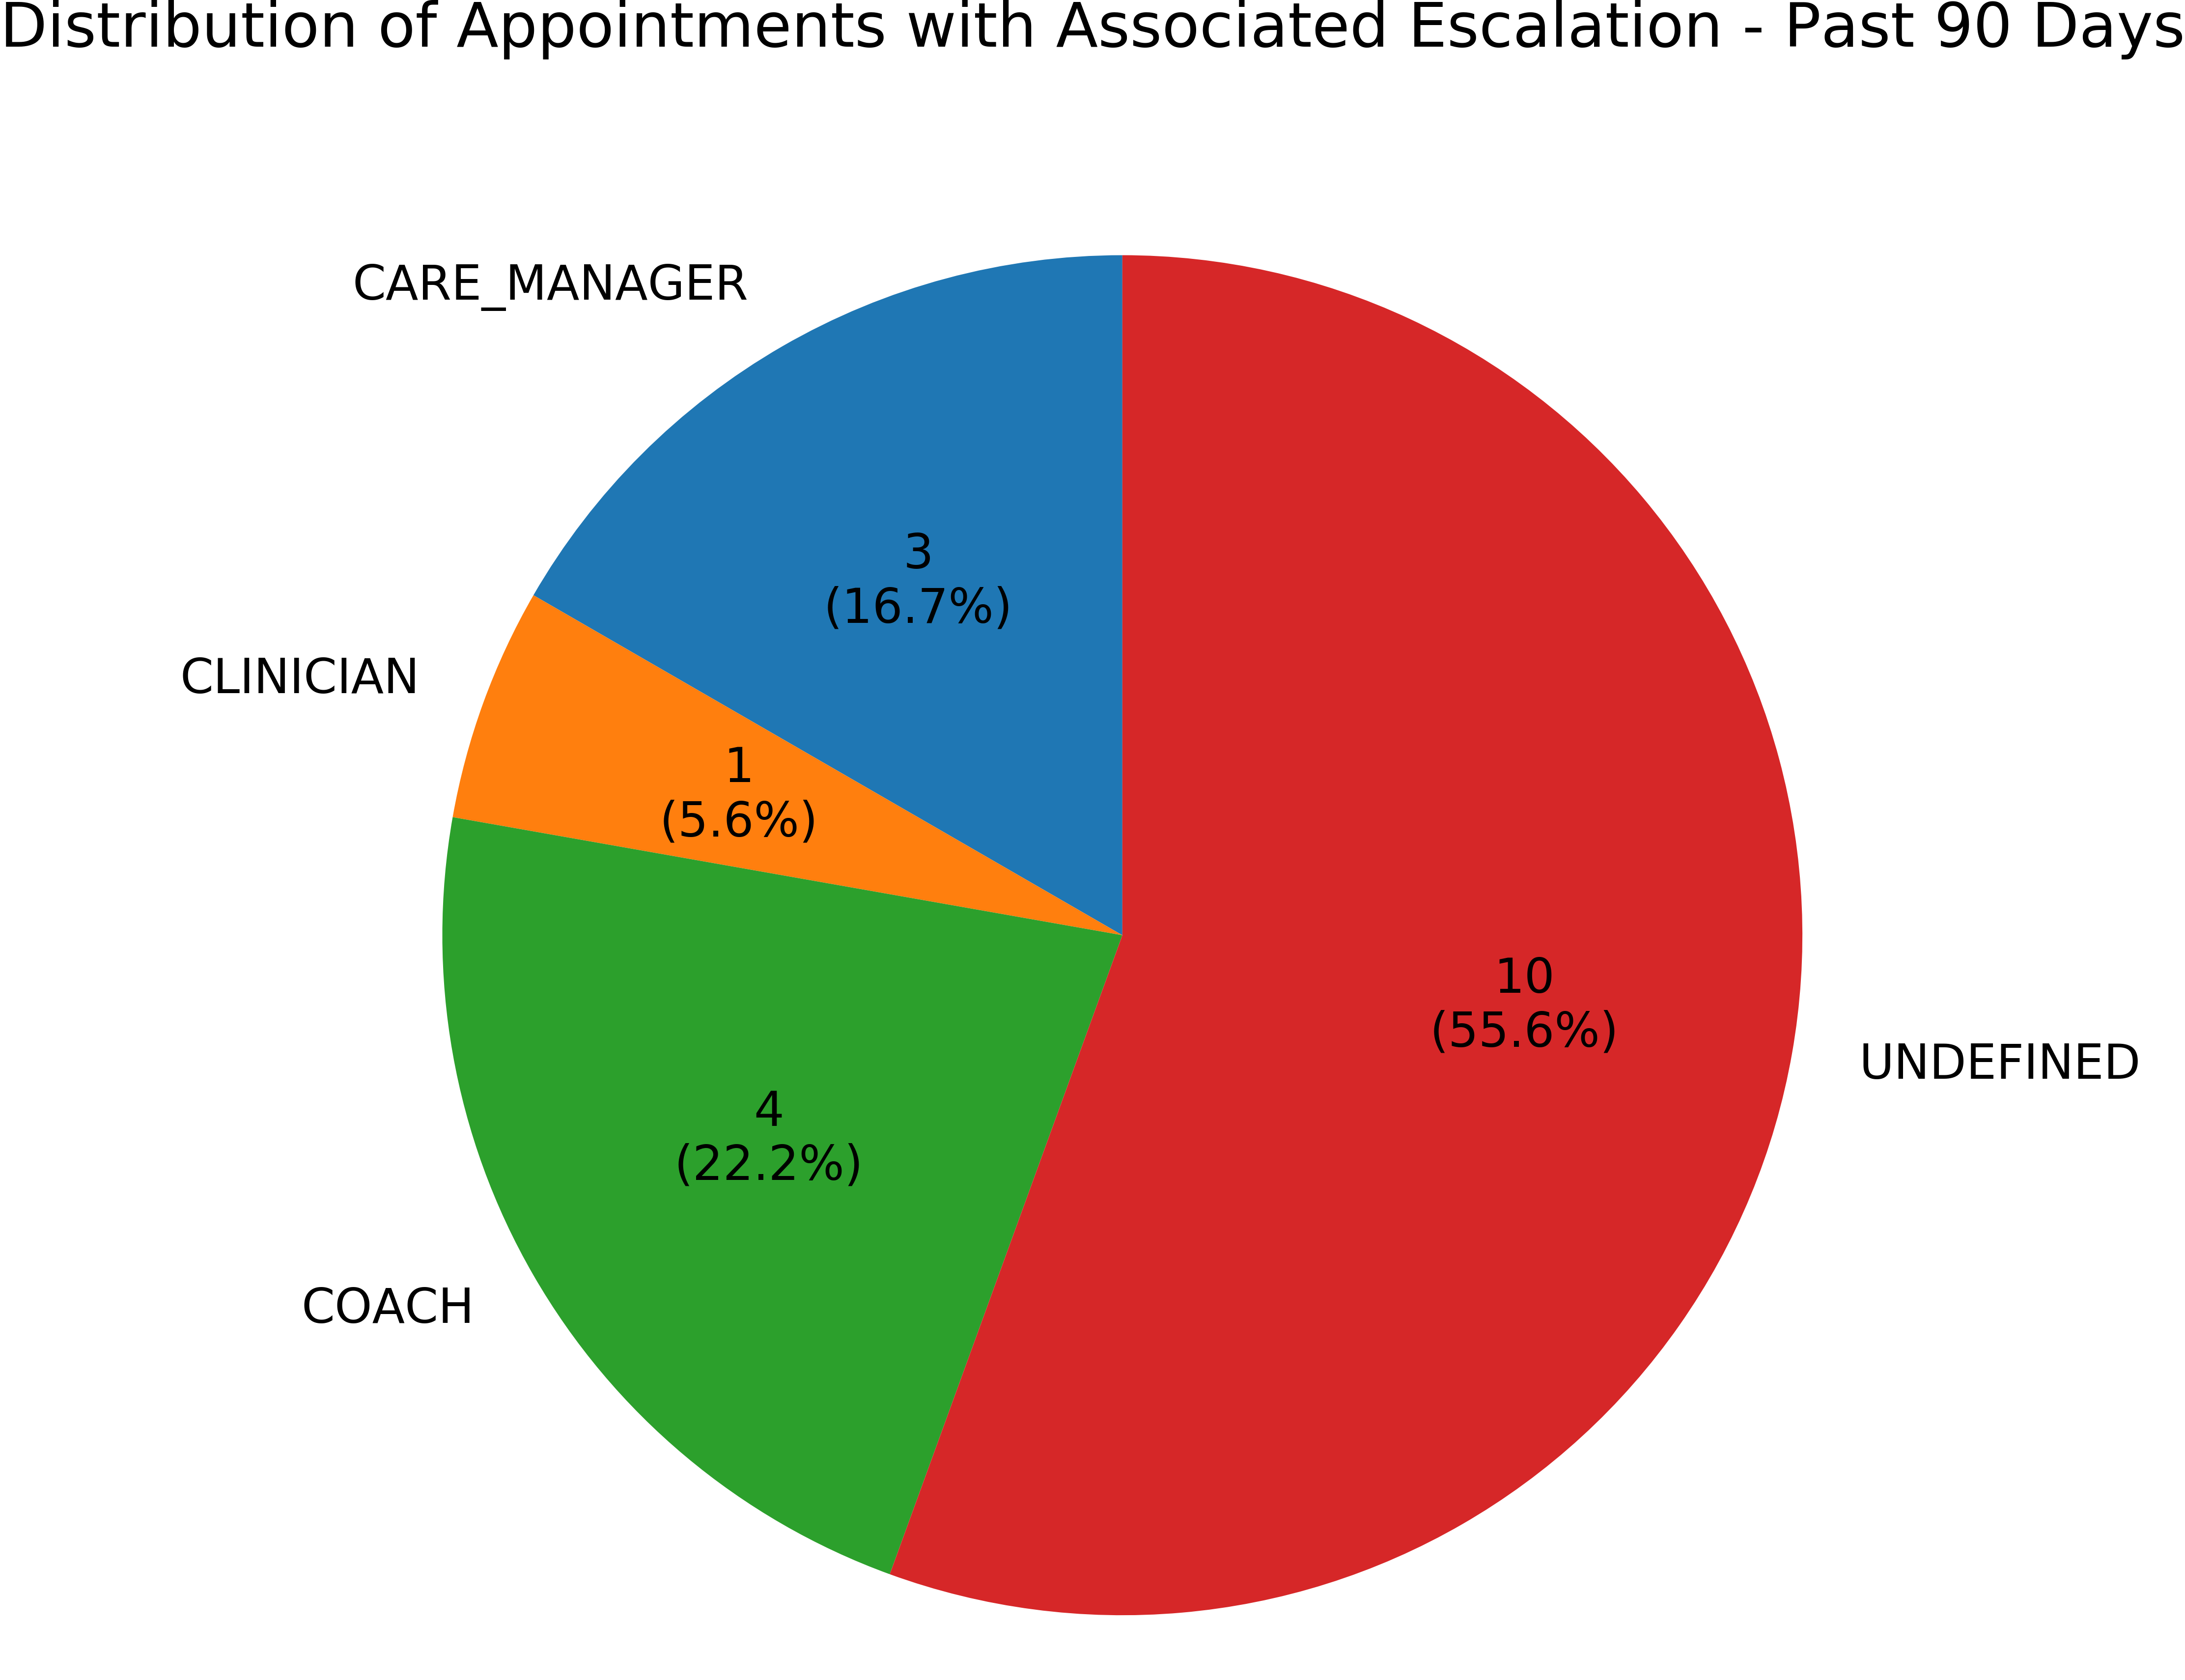 Distribution of Appointments with Associated Escalation - Past 90 Days
CARE_MANAGER
3
(16.7%)
CLINICIAN
1
(5.6%)
10
(55.6%)
UNDEFINED
4
(22.2%)
COACH